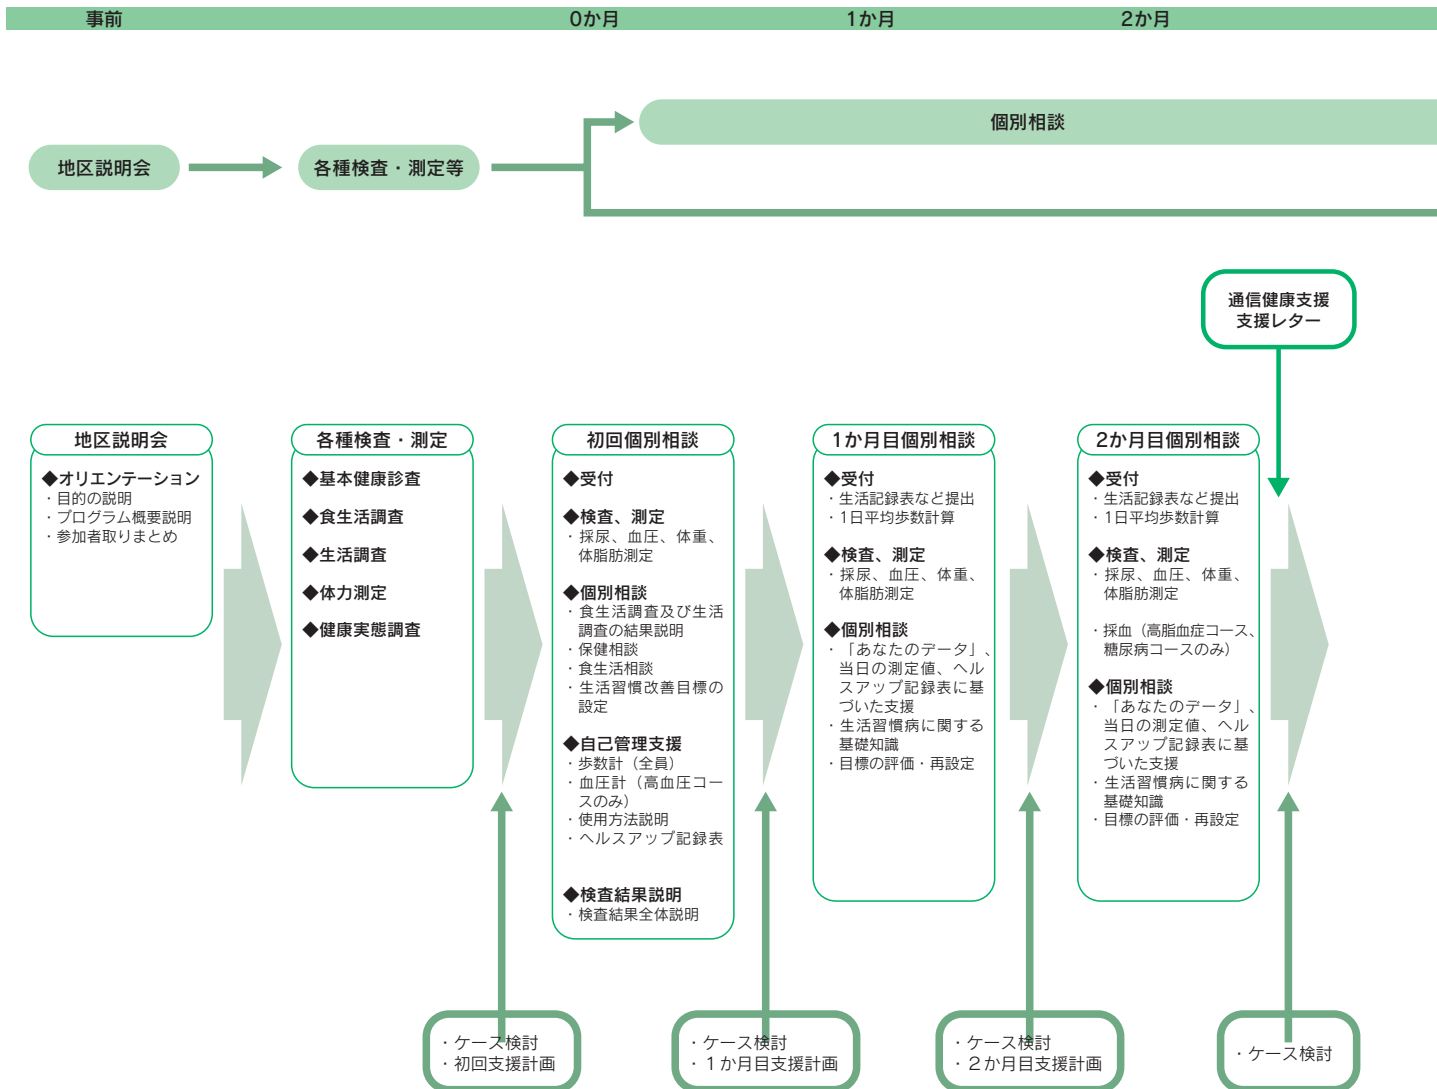 事前
0か月
1か月
2か月
個別相談
地区説明会
各種検査・測定等
通信健康支援
支援レター
地区説明会
◆オリエンテーション
・目的の説明
・プログラム概要説明
・参加者取りまとめ
各種検査・測定
◆基本健康診査
◆食生活調査
◆生活調査
◆体力測定
◆健康実態調査
初回個別相談
◆受付
◆検査、測定
・採尿、血圧、体重、
体脂肪測定
◆個別相談
・食生活調査及び生活
調査の結果説明
・保健相談
・食生活相談
・生活習慣改善目標の
設定
◆自己管理支援
・歩数計（全員）
・血圧計（高血圧コー
スのみ）
・使用方法説明
・ヘルスアップ記録表
◆検査結果説明
・検査結果全体説明
1か月目個別相談
◆受付
・生活記録表など提出
・1日平均歩数計算
◆検査、測定
・採尿、血圧、体重、
体脂肪測定
◆個別相談
・「あなたのデータ」、
当日の測定値、ヘル
スアップ記録表に基
づいた支援
・生活習慣病に関する
基礎知識
・目標の評価・再設定
2か月目個別相談
◆受付
・生活記録表など提出
・1日平均歩数計算
◆検査、測定
・採尿、血圧、体重、
体脂肪測定
・採血（高脂血症コース、
糖尿病コースのみ）
◆個別相談
・「あなたのデータ」、
当日の測定値、ヘル
スアップ記録表に基
づいた支援
・生活習慣病に関する
基礎知識
・目標の評価・再設定
・ケース検討
・初回支援計画
・ケース検討
・１か月目支援計画
・ケース検討
・２か月目支援計画
・ケース検討